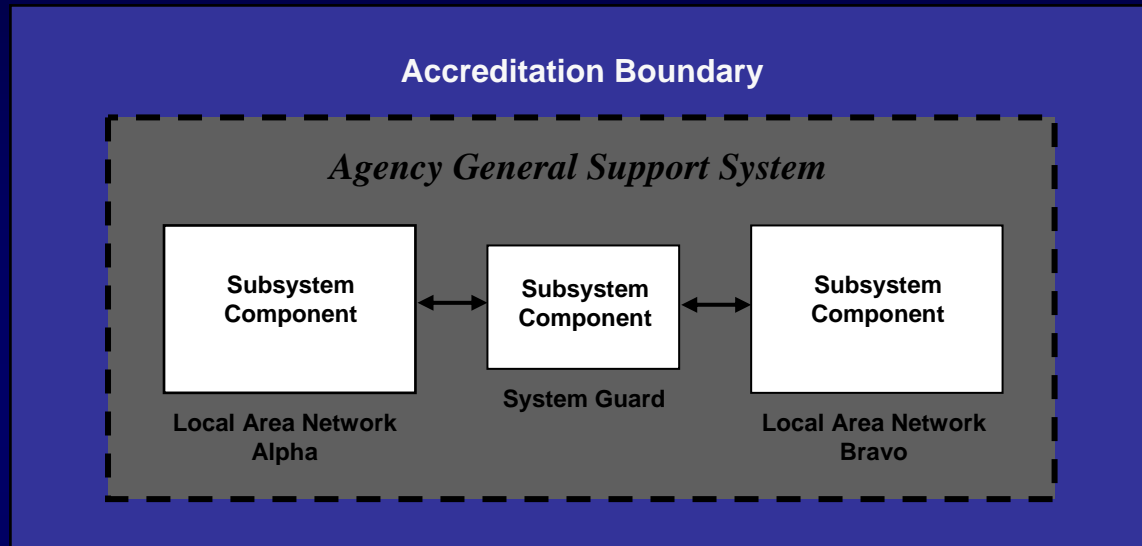 Accreditation Boundary
Agency General Support System
Subsystem
Component
Subsystem
Component
Subsystem
Component
System Guard
Local Area Network
Alpha
Local Area Network
Bravo